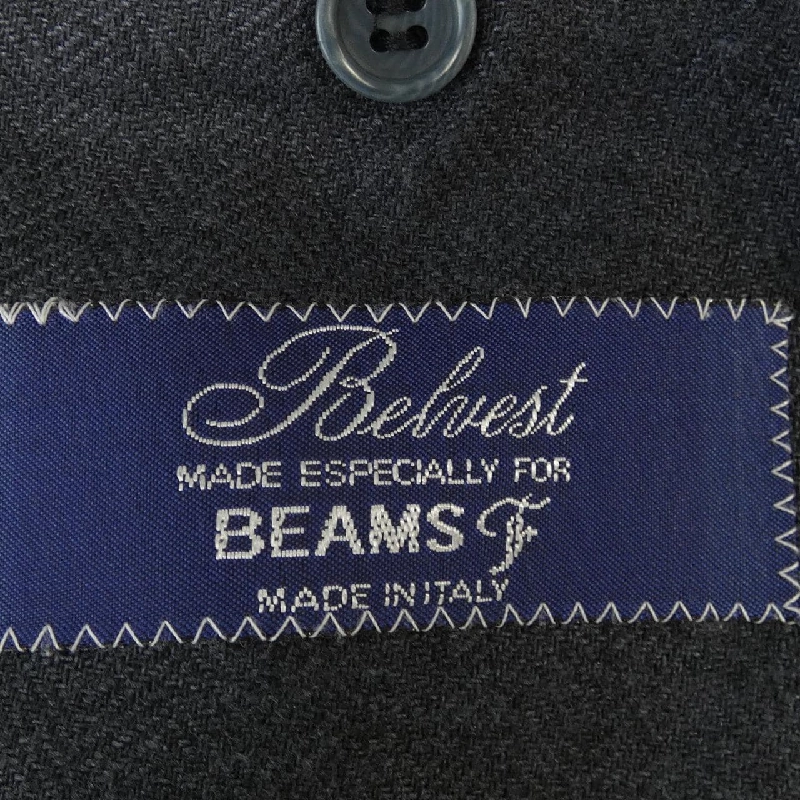 Belvest
MADE ESPECIALLY FOR
BEAMS F
MADE IN ITALY